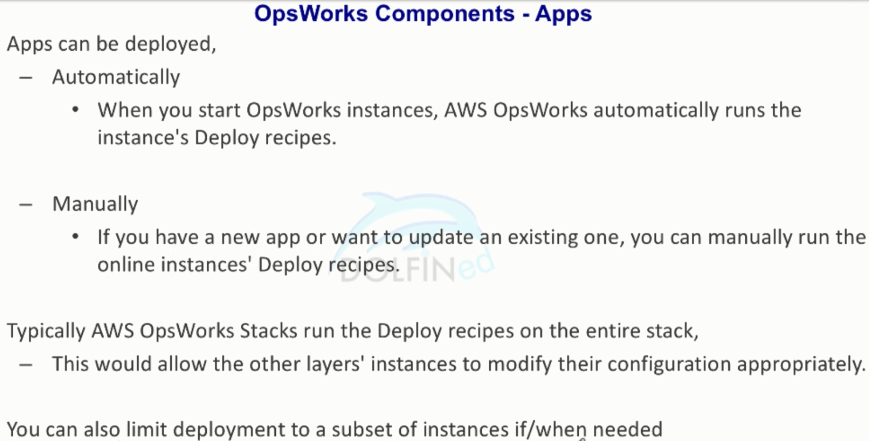 OpsWorks Components - Apps
Apps can be deployed,
– Automatically
• When you start OpsWorks instances, AWS OpsWorks automatically runs the
instance's Deploy recipes.
– Manually
• If you have a new app or want to update an existing one, you can manually run the
online instances' Deploy recipes.
DOLFINed
Typically AWS OpsWorks Stacks run the Deploy recipes on the entire stack,
– This would allow the other layers' instances to modify their configuration appropriately.
You can also limit deployment to a subset of instances if/when needed